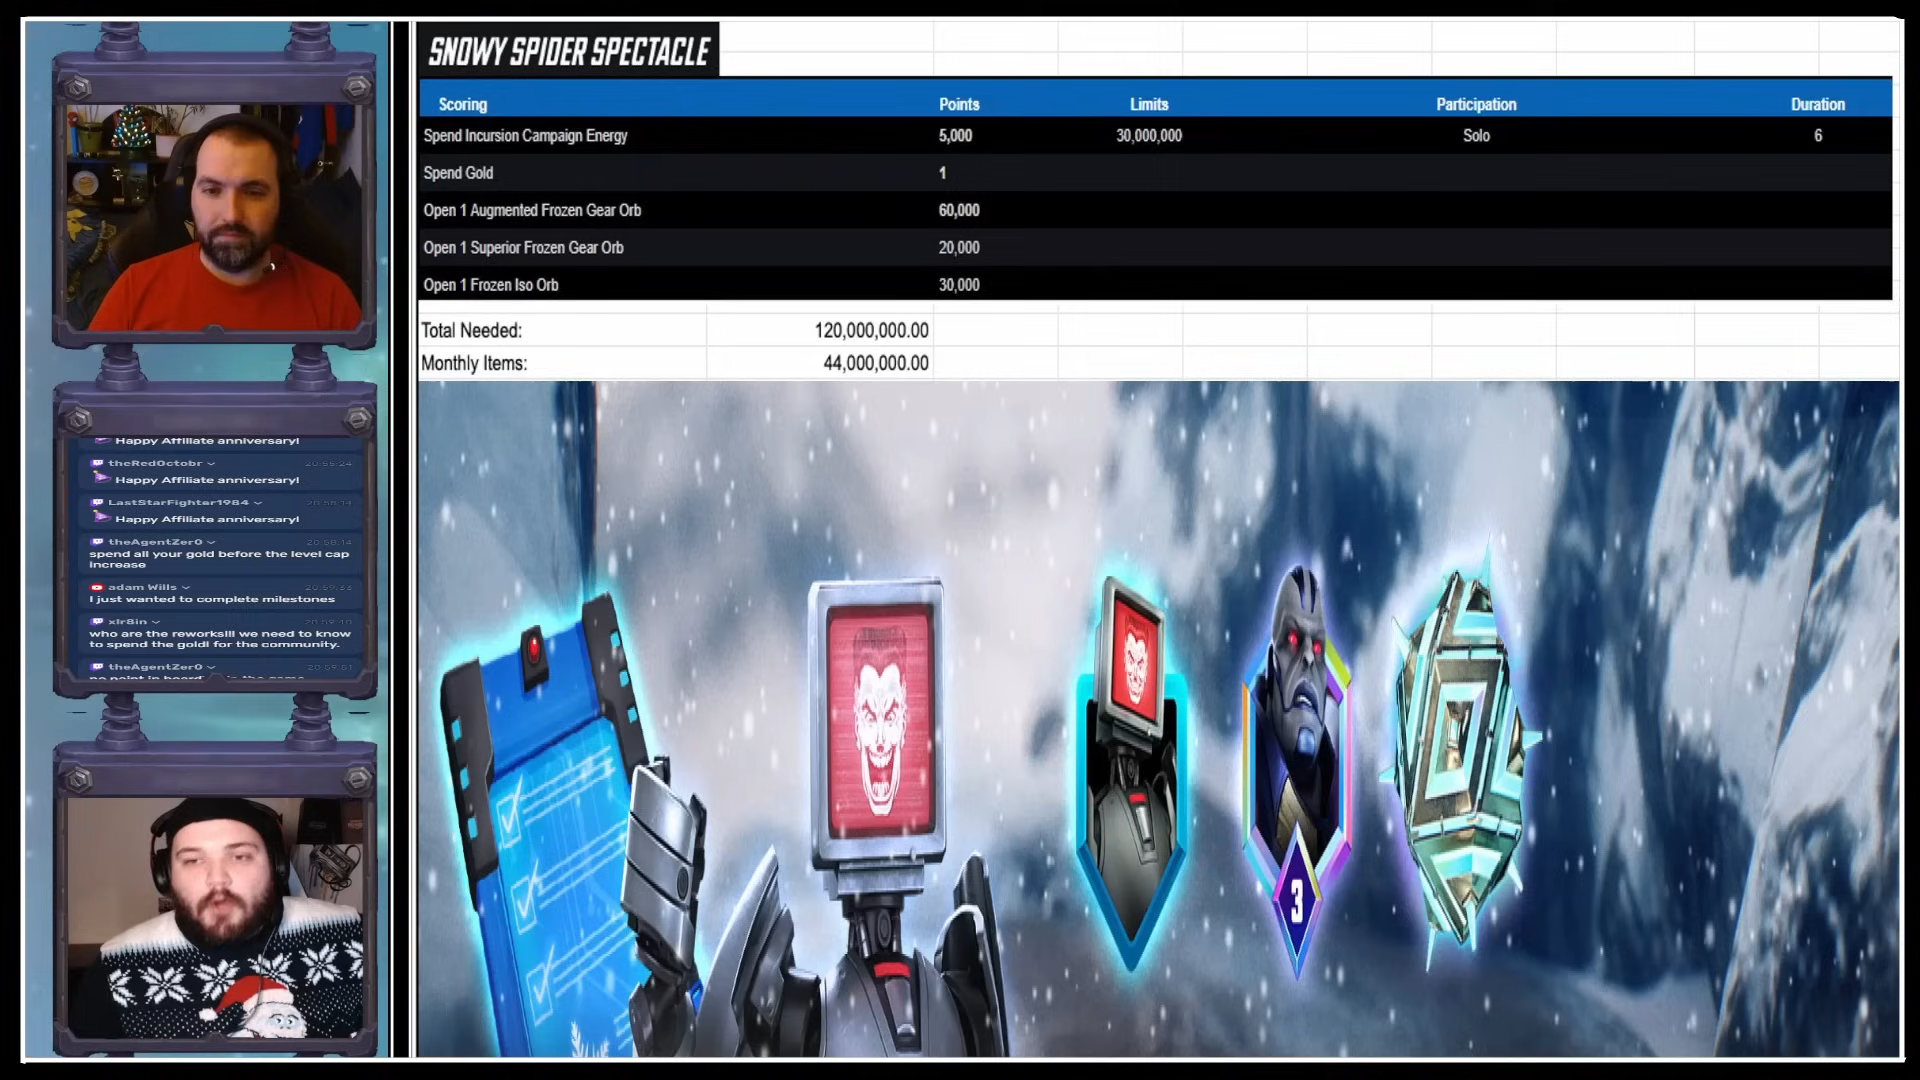 SNOWY SPIDER SPECTACLE
Scoring Points Limits Participation Duration
Spend Incursion Campaign Energy 5,000 30,000,000 Solo 6
Spend Gold 1
Open 1 Augmented Frozen Gear Orb 60,000
Open 1 Superior Frozen Gear Orb 20,000
Open 1 Frozen Iso Orb 30,000
Total Needed: 120,000,000.00
Monthly Items: 44,000,000.00
Happy Affiliate anniversary!
theRedOctobr
Happy Affiliate anniversary!
LastStarFighter1984
Happy Affiliate anniversary!
theAgentZer0
spend all your gold before the level cap
increase
adam Wills
I just wanted to complete milestones
xlr8in
who are the reworks!!! we need to know
to spend the gold! for the community.
theAgentZer0
3